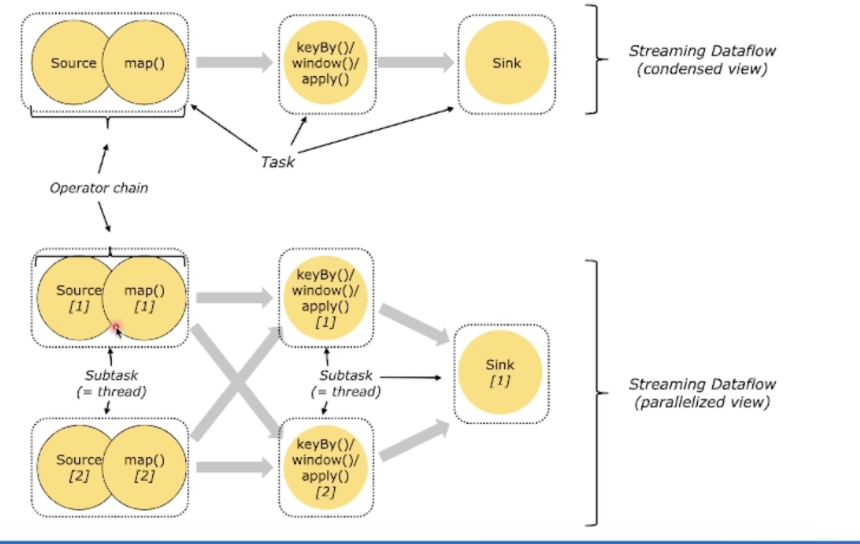 Source
map()
keyBy()/
window()/
apply()
Sink
Streaming Dataflow
(condensed view)
Task
Operator chain
Source
[1]
map()
[1]
keyBy()/
window()/
apply()
[1]
Sink
[1]
Subtask
(= thread)
Subtask
(= thread)
Streaming Dataflow
(parallelized view)
Source
[2]
map()
[2]
keyBy()/
window()/
apply()
[2]